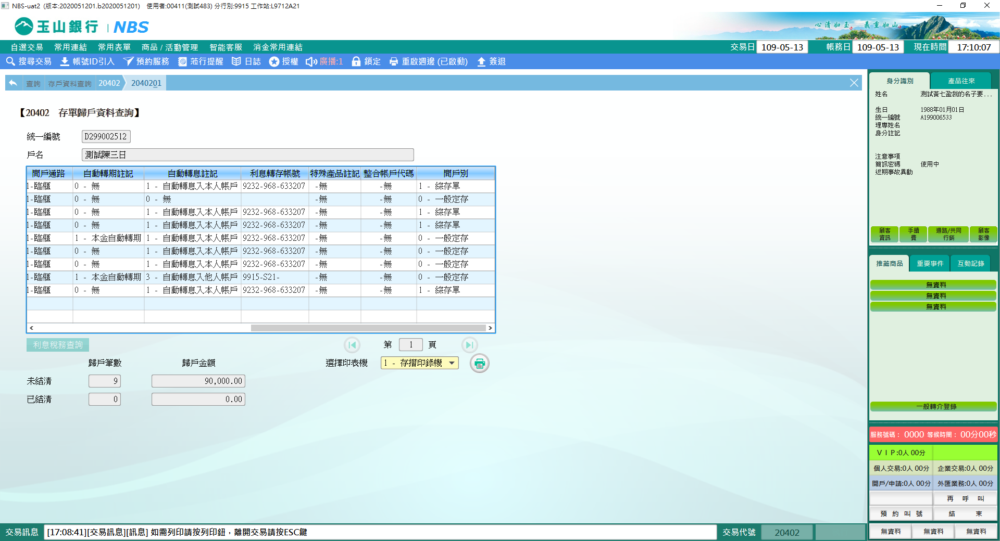 NBS-uat2 (版本:2020051201.b2020051201) 使用者:00411(測試483) 分行別:9915 工作站:L9712A21
玉山銀行 | NBS
心清如玉。 義重如山。
自選交易 常用連結 常用表單 商品 / 活動管理 智能客服 消金常用連結 交易日 109-05-13 帳務日 109-05-13 現在時間 17:10:07
搜尋交易 帳號ID引入 預約服務 蒞行提醒 日誌 授權 廣播:1 鎖定 重啟週邊 (已啟動) 簽退
查詢 存戶資料查詢 20402 2040201
【20402 存單歸戶資料查詢】
統一編號 D299002512
戶名 測試陳三日
開戶通路 自動轉期註記 自動轉息註記 利息轉存帳號 特殊產品註記 整合帳戶代碼 開戶別
1-臨櫃 0 - 無 1 - 自動轉息入本人帳戶 9232-968-633207 -無 -無 1 - 綜存單
1-臨櫃 0 - 無 0 - 無 -無 -無 0 - 一般定存
1-臨櫃 0 - 無 1 - 自動轉息入本人帳戶 9232-968-633207 -無 -無 1 - 綜存單
1-臨櫃 0 - 無 1 - 自動轉息入本人帳戶 9232-968-633207 -無 -無 1 - 綜存單
1-臨櫃 1 - 本金自動轉期 1 - 自動轉息入本人帳戶 9232-968-633207 -無 -無 0 - 一般定存
1-臨櫃 0 - 無 1 - 自動轉息入本人帳戶 9232-968-633207 -無 -無 0 - 一般定存
1-臨櫃 0 - 無 1 - 自動轉息入本人帳戶 9232-968-633207 -無 -無 0 - 一般定存
1-臨櫃 1 - 本金自動轉期 3 - 自動轉息入他人帳戶 9915-S21- -無 -無 0 - 一般定存
1-臨櫃 0 - 無 1 - 自動轉息入本人帳戶 9232-968-633207 -無 -無 1 - 綜存單
利息稅務查詢 第 1 頁
歸戶筆數 歸戶金額 選擇印表機 1 - 存摺印錄機
未結清 9 90,000.00
已結清 0 0.00
身分識別 產品往來
姓名 測試黃七盈我的名子要...
生日 1988年01月01日
統一編號 A199006533
理專姓名
身分註記
注意事項
簡訊密碼 使用中
近期事故異動
顧客資訊 手續費 通路/共同行銷 顧客影像
推薦商品 重要事件 互動記錄
無資料
無資料
無資料
一般轉介登錄
服務號碼： 0000 等候時間： 00分00秒
ＶＩＰ:0人 00分
個人交易:0人 00分 企業交易:0人 00分
開戶/申請:0人 00分 外匯業務:0人 00分
再 呼 叫
預 約 叫 號 結 束
無資料 無資料 無資料
交易訊息 [17:08:41][交易訊息][訊息] 如需列印請按列印鈕，離開交易請按ESC鍵 交易代號 20402